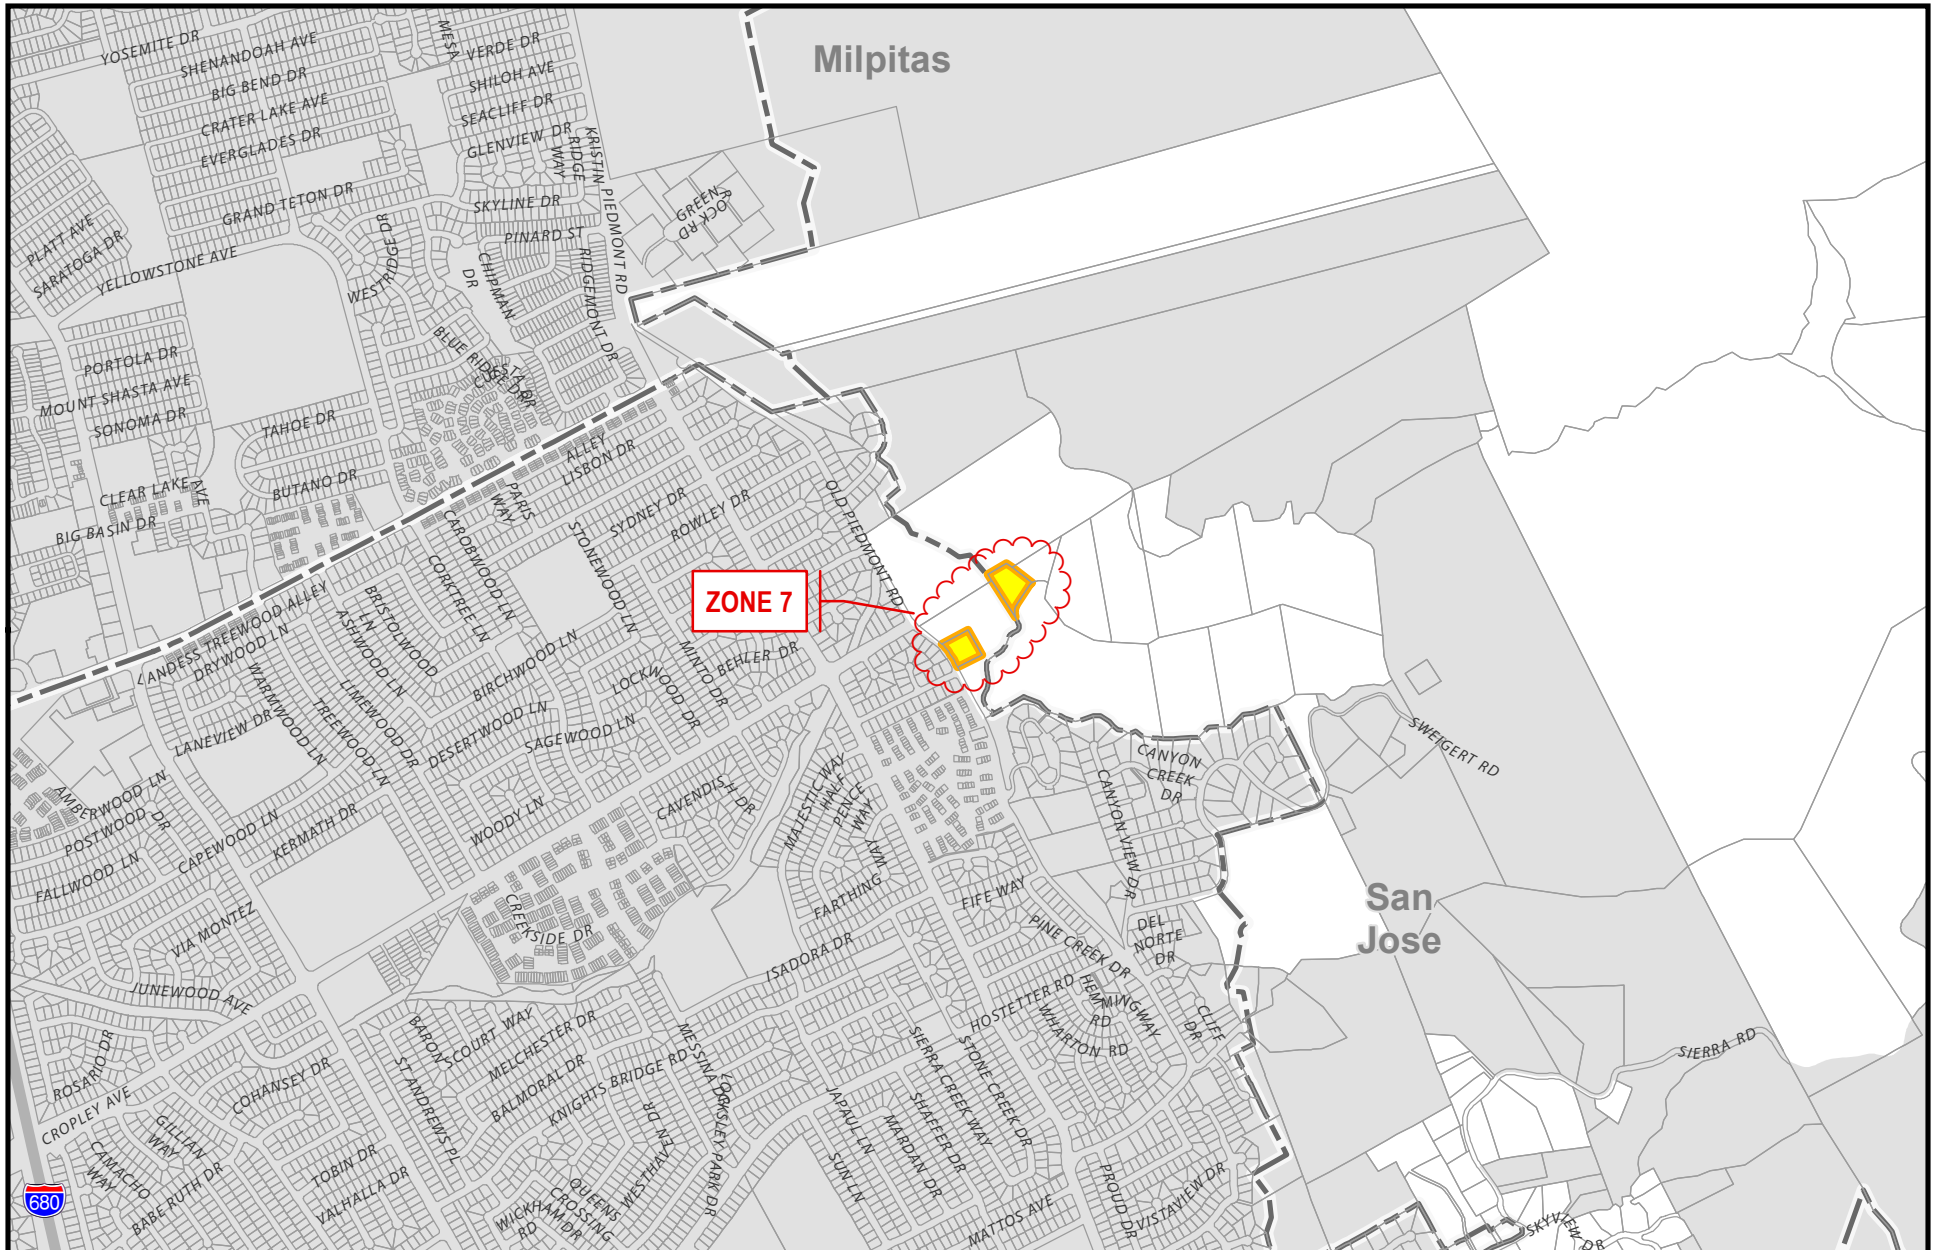 Milpitas
YOSEMITE DR
SHENANDOAH AVE
BIG BEND DR
CRATER LAKE AVE
EVERGLADES DR
MESA
VERDE DR
SHILOH AVE
SEACLIFF DR
GLENVIEW DR
KRISTIN
RIDGE
WAY
PIEDMONT RD
GREEN
ROCK RD
GRAND TETON DR
SKYLINE DR
PINARD ST
PLATT AVE
SARATOGA DR
YELLOWSTONE AVE
WESTRIDGE DR
CHIPMAN
DR
RIDGEMONT DR
BLUE RIDGE DR
CUESTA DR
PORTOLA DR
MOUNT SHASTA AVE
SONOMA DR
TAHOE DR
ALLEY
LISBON DR
CLEAR LAKE
AVE
BUTANO DR
BIG BASIN DR
PARIS
WAY
SYDNEY DR
ROWLEY DR
OLD PIEDMONT RD
CAROBWOOD LN
STONEWOOD LN
CORKTREE LN
ZONE 7
LANDESS
TREEWOOD ALLEY
DRYWOOD LN
BRISTOLWOOD
LN
ASHWOOD LN
BIRCHWOOD LN
MINTO DR
BEHLER DR
LOCKWOOD DR
WARMWOOD LN
LIMEWOOD DR
TREEWOOD LN
LANEVIEW DR
DESERTWOOD LN
SAGEWOOD LN
SWEIGERT RD
CANYON
CREEK
DR
CANYON VIEW DR
AMBERWOOD LN
POSTWOOD
DR
FALLWOOD LN
CAPEWOOD LN
KERMATH DR
WOODY LN
CAVENDISH DR
MAJESTIC WAY
HALF
PENCE
WAY
FARTHING
WAY
San
Jose
CREEKSIDE DR
VIA MONTEZ
FIFE WAY
PINE CREEK DR
DEL
NORTE
DR
ISADORA DR
JUNEWOOD AVE
HOSTETTER RD
HEMMINGWAY
RD
WHARTON RD
CLIFF
DR
SIERRA RD
BARON
SCOURT WAY
MELCHESTER DR
BALMORAL DR
KNIGHTS BRIDGE RD
MESSINA DR
LOCKSLEY PARK DR
ROSARIO DR
CROPLEY AVE
COHANSEY DR
ST ANDREWS PL
SIERRA CREEK WAY
STONE CREEK DR
SHAFFER DR
JAPAUL LN
MARDAN DR
SUN LN
GILLIAN
WAY
CAMACHO
WAY
BABE RUTH DR
TOBIN DR
VALHALLA DR
WESTHAVEN DR
QUEENS
CROSSING
WICKHAM DR
RD
PROUD DR
VISTAVIEW DR
MATTOS AVE
SKYVIEW DR
680